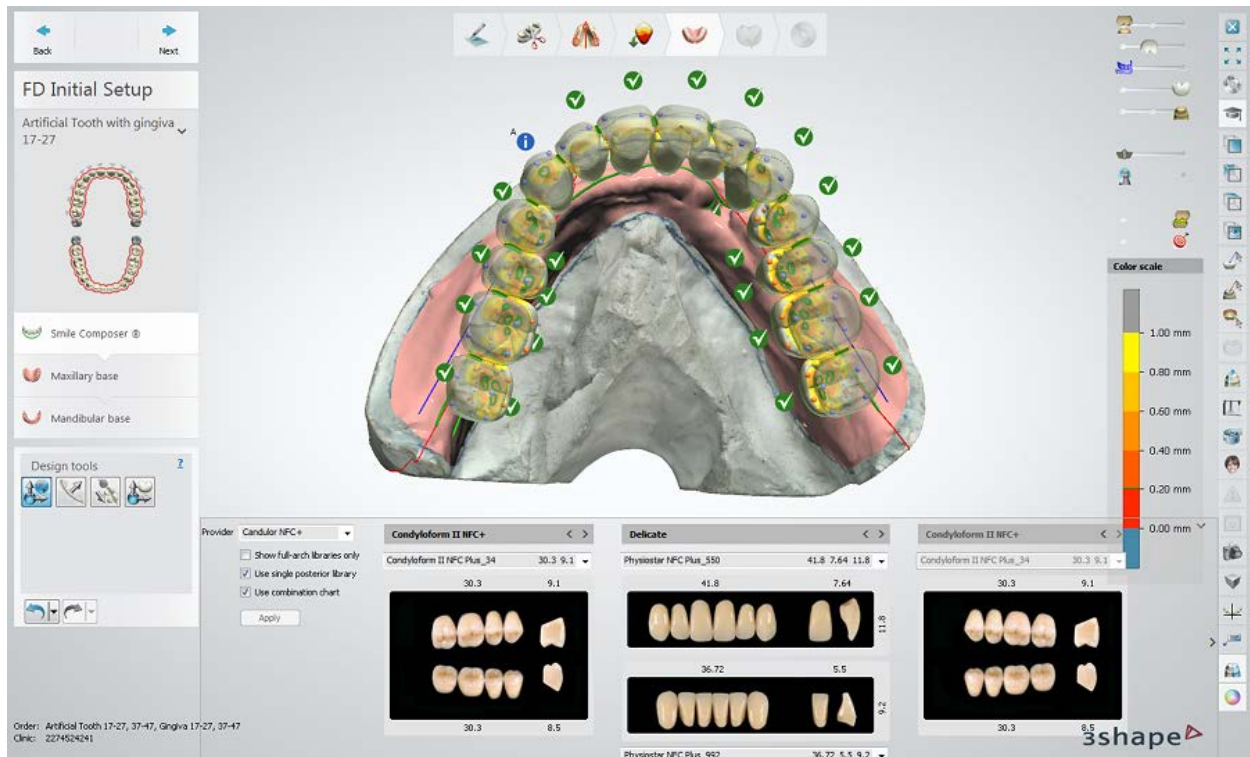 Back
Next
FD Initial Setup
Artificial Tooth with gingiva
17-27
Smile Composer ®
Maxillary base
Mandibular base
Design tools
?
Order: Artificial Tooth 17-27, 37-47, Gingiva 17-27, 37-47
Clinic: 2274524241
A
i
Color scale
1.00 mm
0.80 mm
0.60 mm
0.40 mm
0.20 mm
0.00 mm
Provider
Candulor NFC+
Show full-arch libraries only
Use single posterior library
Use combination chart
Apply
Condyloform II NFC+
Condyloform II NFC Plus_34 30.3 9.1
30.3 9.1
30.3 8.5
Delicate
Physiostar NFC Plus_550 41.8 7.64 11.8
41.8 7.64
11.8
36.72 5.5
9.2
Physiostar NFC Plus_992 36.72 5.5 9.2
Condyloform II NFC+
Condyloform II NFC Plus_34 30.3 9.1
30.3 9.1
30.3 8.5
3shape